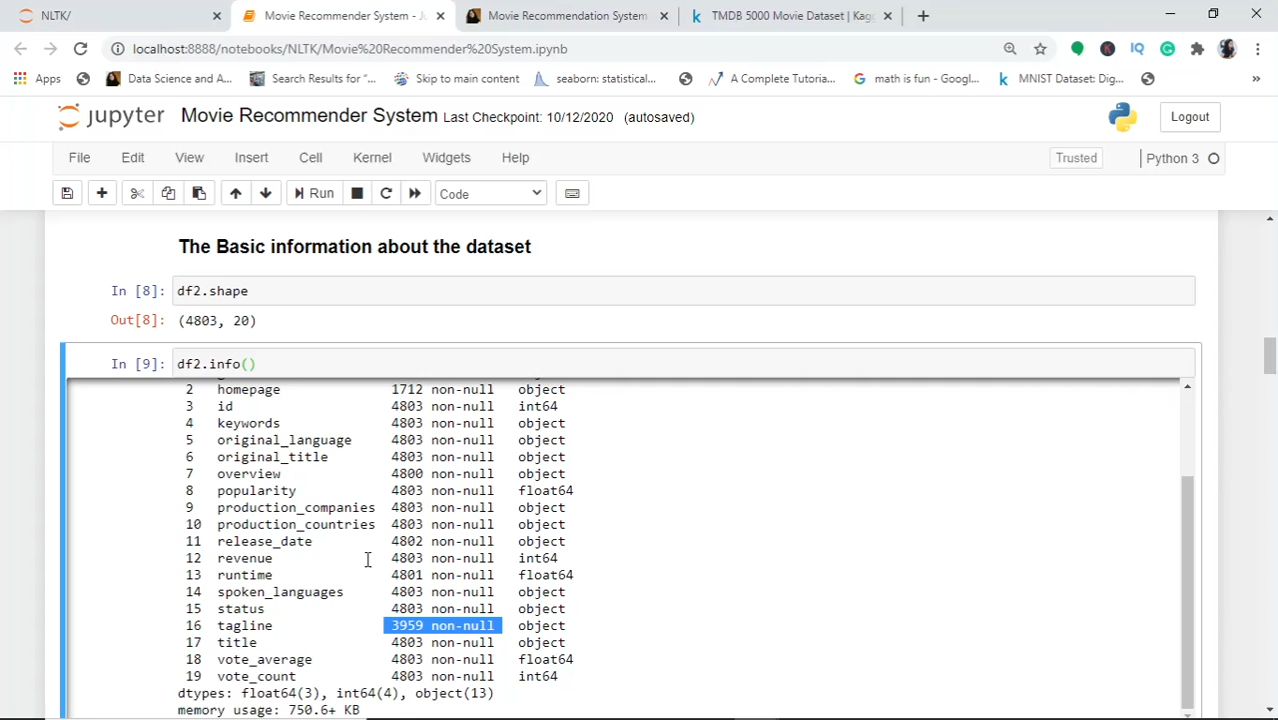 NLTK/
Movie Recommender System - Ju
Movie Recommendation System
TMDB 5000 Movie Dataset | Kagg
localhost:8888/notebooks/NLTK/Movie%20Recommender%20System.ipynb
Apps
Data Science and A...
Search Results for "...
Skip to main content
seaborn: statistical...
A Complete Tutoria...
math is fun - Googl...
MNIST Dataset: Dig...
»
jupyter
Movie Recommender System Last Checkpoint: 10/12/2020 (autosaved)
Logout
File Edit View Insert Cell Kernel Widgets Help
Trusted
Python 3
Run
Code
The Basic information about the dataset
In [8]: df2.shape
Out[8]: (4803, 20)
In [9]: df2.info()
2 homepage 1712 non-null object
3 id 4803 non-null int64
4 keywords 4803 non-null object
5 original_language 4803 non-null object
6 original_title 4803 non-null object
7 overview 4800 non-null object
8 popularity 4803 non-null float64
9 production_companies 4803 non-null object
10 production_countries 4803 non-null object
11 release_date 4802 non-null object
12 revenue 4803 non-null int64
13 runtime 4801 non-null float64
14 spoken_languages 4803 non-null object
15 status 4803 non-null object
16 tagline 3959 non-null object
17 title 4803 non-null object
18 vote_average 4803 non-null float64
19 vote_count 4803 non-null int64
dtypes: float64(3), int64(4), object(13)
memory usage: 750.6+ KB